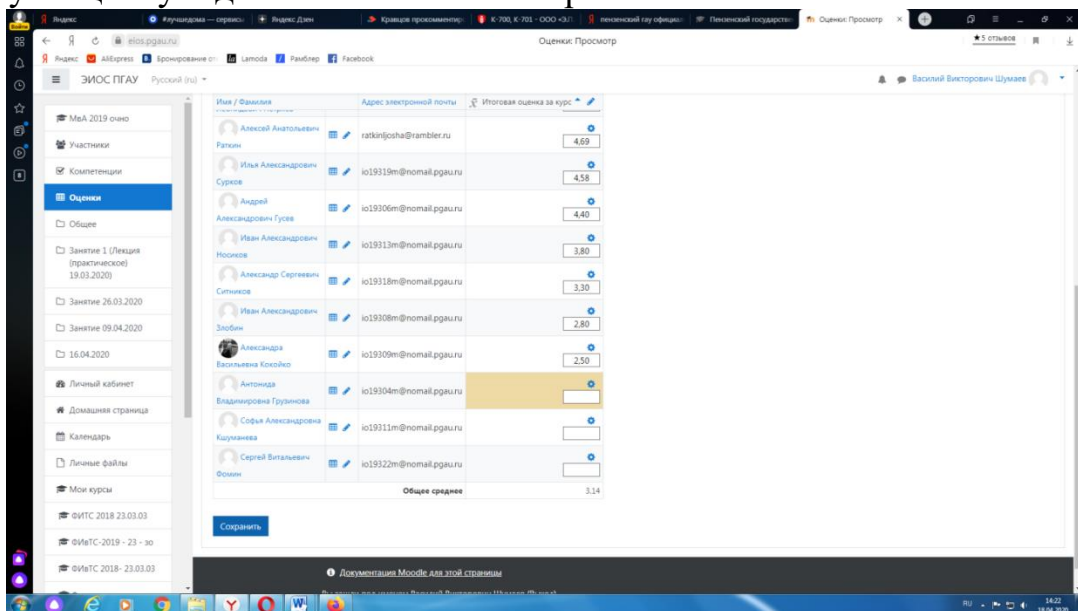 Яндекс
#лучшедома — сервисы
Яндекс.Дзен
Кравцов прокомментир
К-700, К-701 - ООО «З.П
пензенский гау официал
Пензенский государстве
Оценки: Просмотр
Войти
eios.pgau.ru
Оценки: Просмотр
★5 отзывов
Яндекс
AliExpress
Бронирование от
Lamoda
Рамблер
Facebook
ЭИОС ПГАУ
Русский (ru)
Василий Викторович Шумаев
МвА 2019 очно
Участники
Компетенции
Оценки
Общее
Занятие 1 (Лекция
(практическое)
19.03.2020)
Занятие 26.03.2020
Занятие 09.04.2020
16.04.2020
Личный кабинет
Домашняя страница
Календарь
Личные файлы
Мои курсы
ФИТС 2018 23.03.03
ФИвТС-2019 - 23 - зо
ФИвТС 2018- 23.03.03
Имя / Фамилия
Адрес электронной почты
Итоговая оценка за курс
Алексей Анатольевич
Раткин
ratkinljosha@rambler.ru
4,69
Илья Александрович
Сурков
io19319m@nomail.pgau.ru
4,58
Андрей
Александрович Гусев
io19306m@nomail.pgau.ru
4,40
Иван Александрович
Носиков
io19313m@nomail.pgau.ru
3,80
Александр Сергеевич
Ситников
io19318m@nomail.pgau.ru
3,30
Иван Александрович
Злобин
io19308m@nomail.pgau.ru
2,80
Александра
Васильевна Кокойко
io19309m@nomail.pgau.ru
2,50
Антонида
Владимировна Грузинова
io19304m@nomail.pgau.ru
Софья Александровна
Кшуманева
io19311m@nomail.pgau.ru
Сергей Витальевич
Фомин
io19322m@nomail.pgau.ru
Общее среднее
3,14
Сохранить
Документация Moodle для этой страницы
RU
14:22
18.04.2020